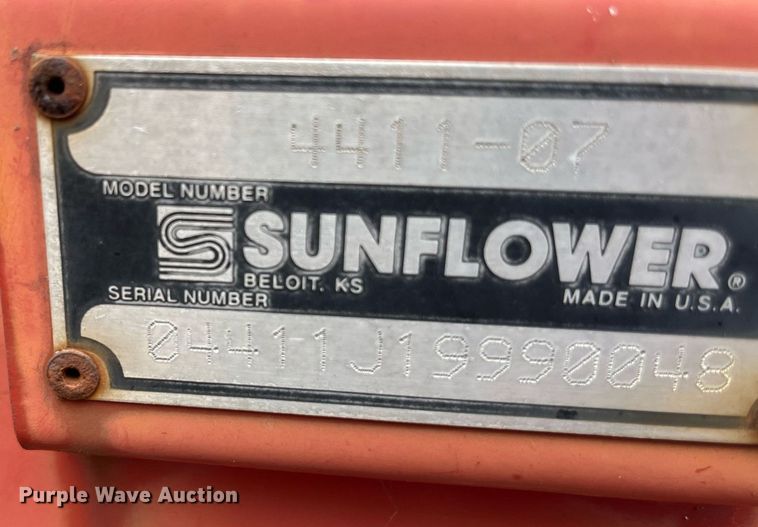 4411-07
MODEL NUMBER
SUNFLOWER®
BELOIT, KS
MADE IN U.S.A.
SERIAL NUMBER
04411J19990048
Purple Wave Auction